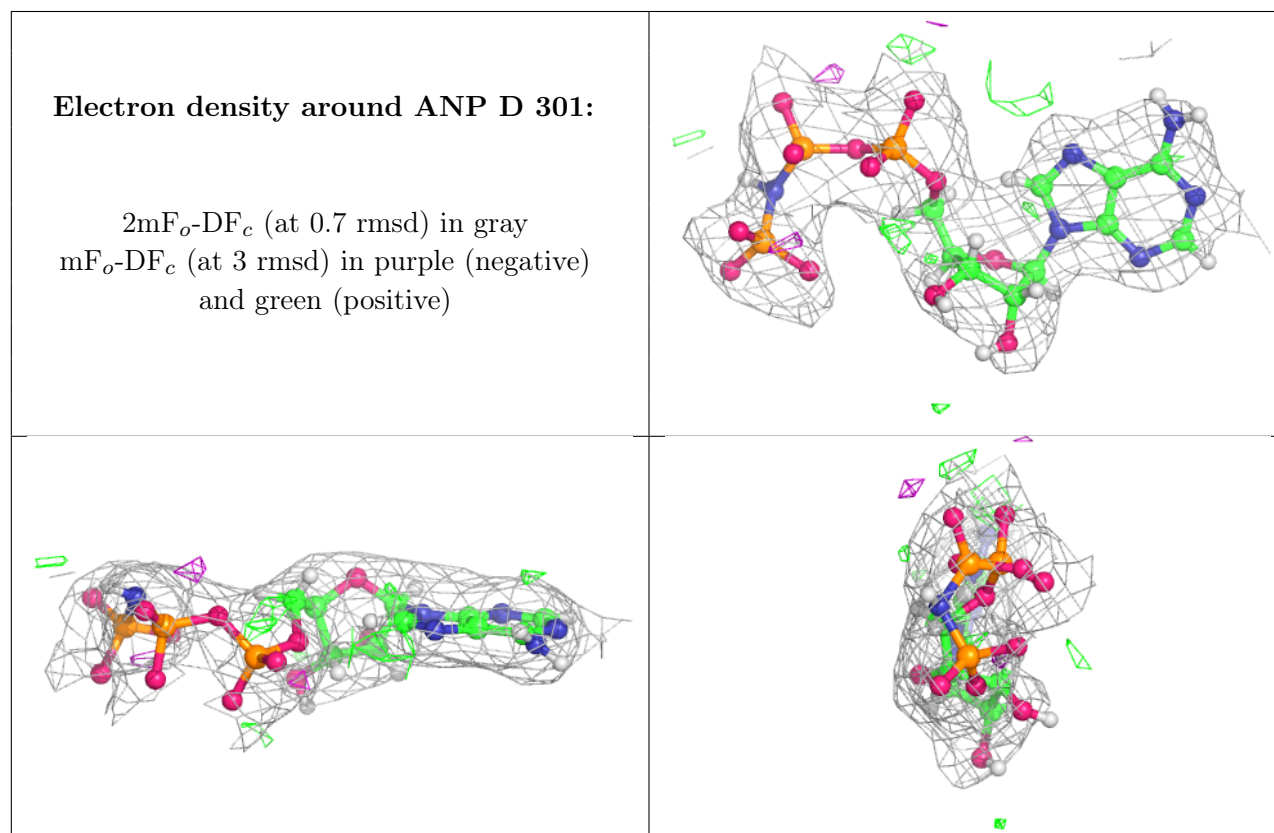 Electron density around ANP D 301:
2mFₒ-DF𝒸 (at 0.7 rmsd) in gray
mFₒ-DF𝒸 (at 3 rmsd) in purple (negative)
and green (positive)